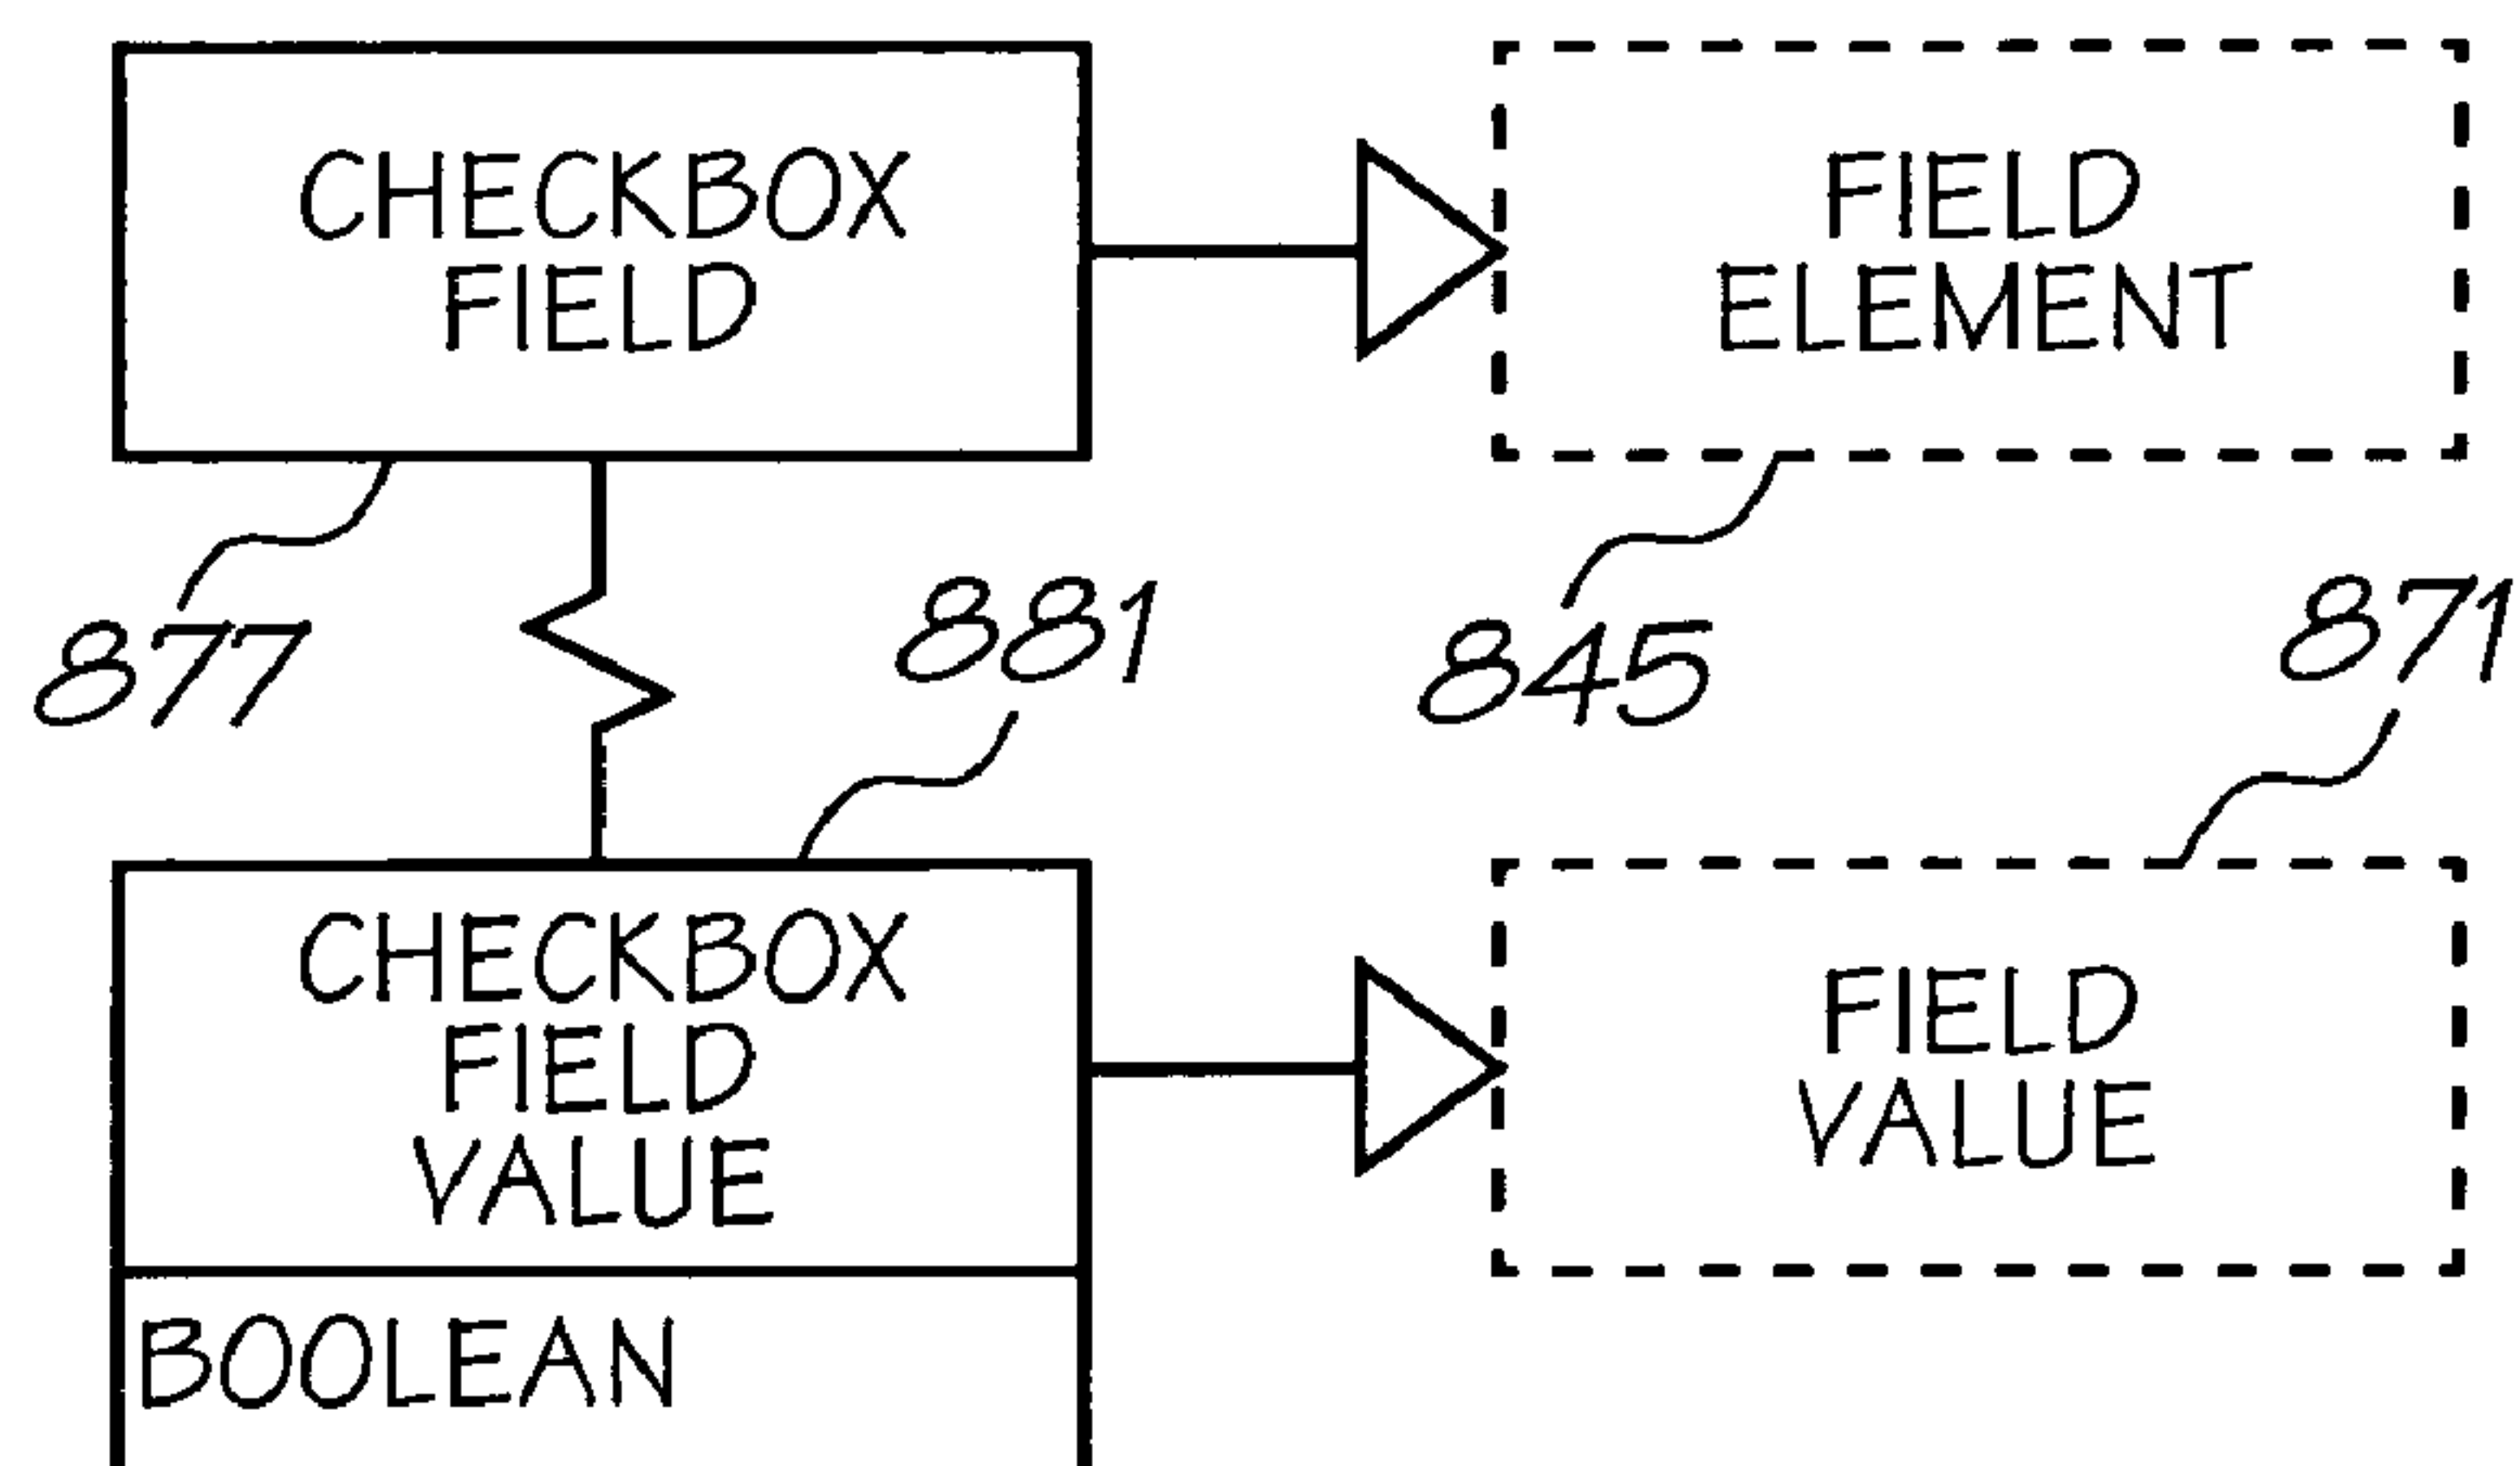 CHECKBOX
FIELD
FIELD
ELEMENT
877
881
845
871
CHECKBOX
FIELD
VALUE
FIELD
VALUE
BOOLEAN